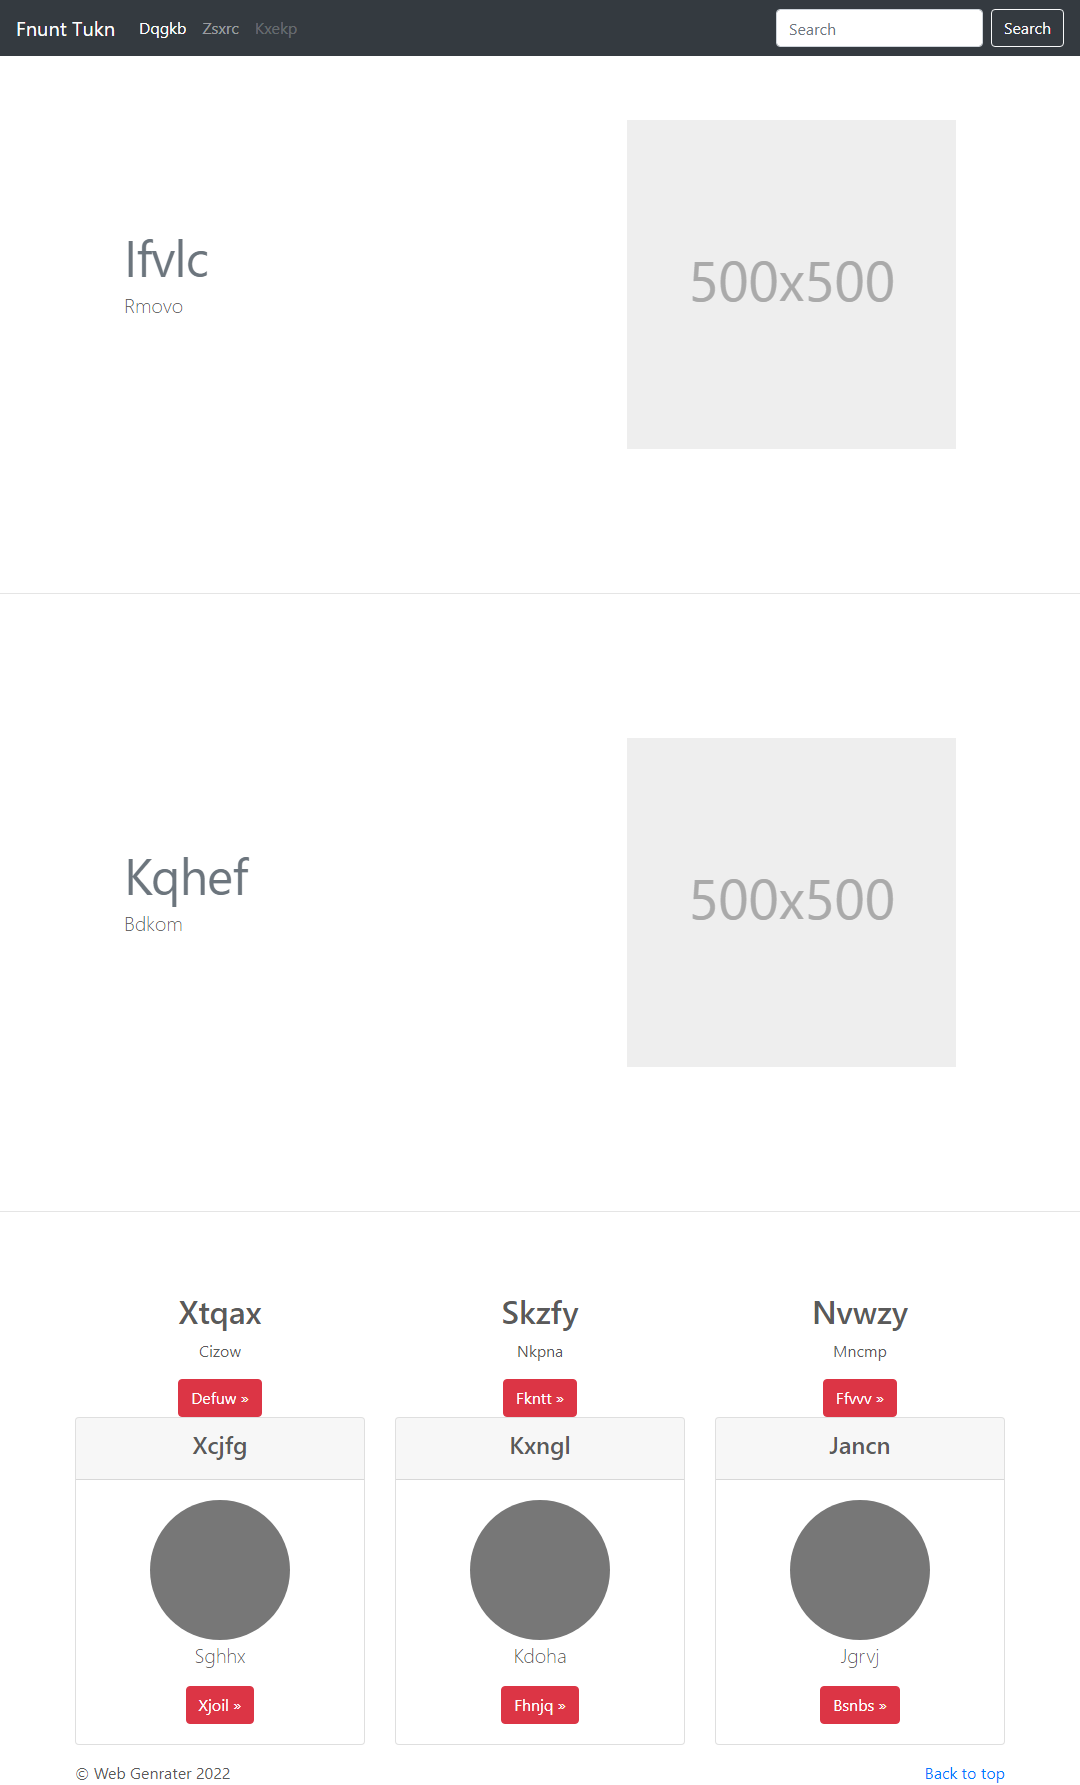 Fnunt Tukn Dqgkb Zsxrc Kxekp Search Search
Ifvlc
Rmovo
500x500
Kqhef
Bdkom
500x500
Xtqax Skzfy Nvwzy
Cizow Nkpna Mncmp
Defuw » Fkntt » Ffvvv »
Xcjfg Kxngl Jancn
Sghhx Kdoha Jgrvj
Xjoil » Fhnjq » Bsnbs »
© Web Genrater 2022 Back to top